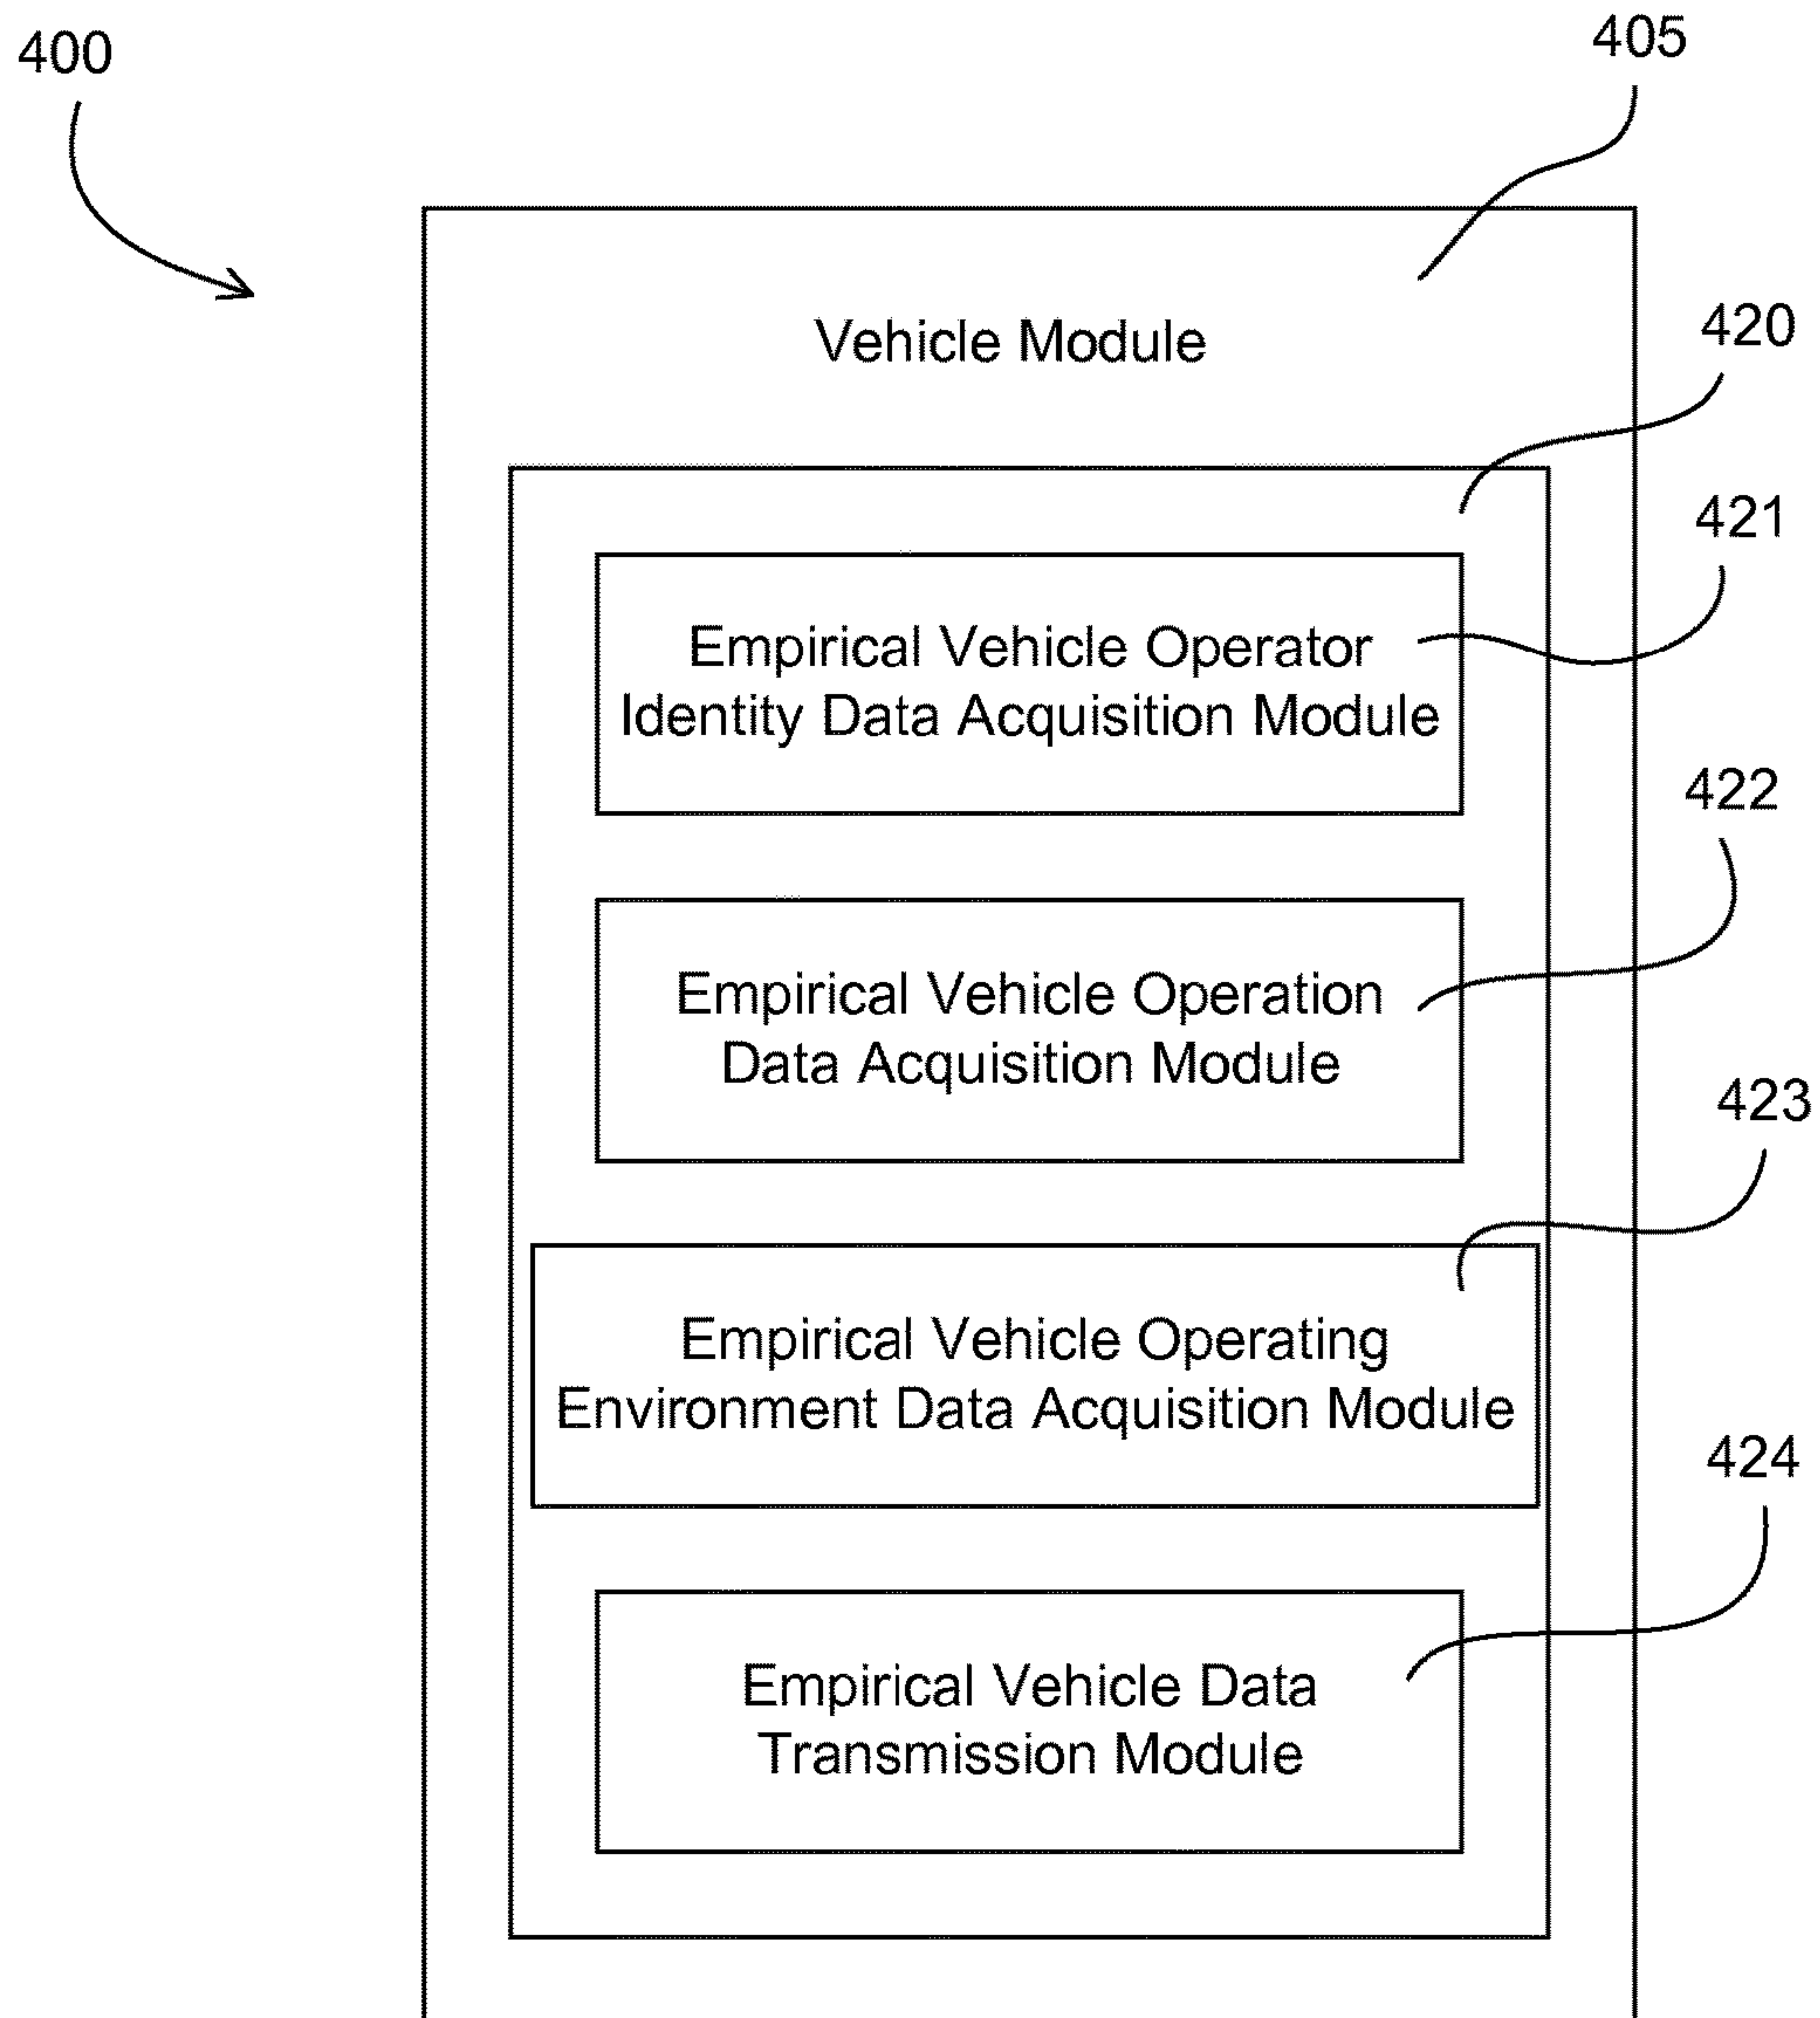 400
405
Vehicle Module
420
421
Empirical Vehicle Operator
Identity Data Acquisition Module
422
Empirical Vehicle Operation
Data Acquisition Module
423
Empirical Vehicle Operating
Environment Data Acquisition Module
424
Empirical Vehicle Data
Transmission Module